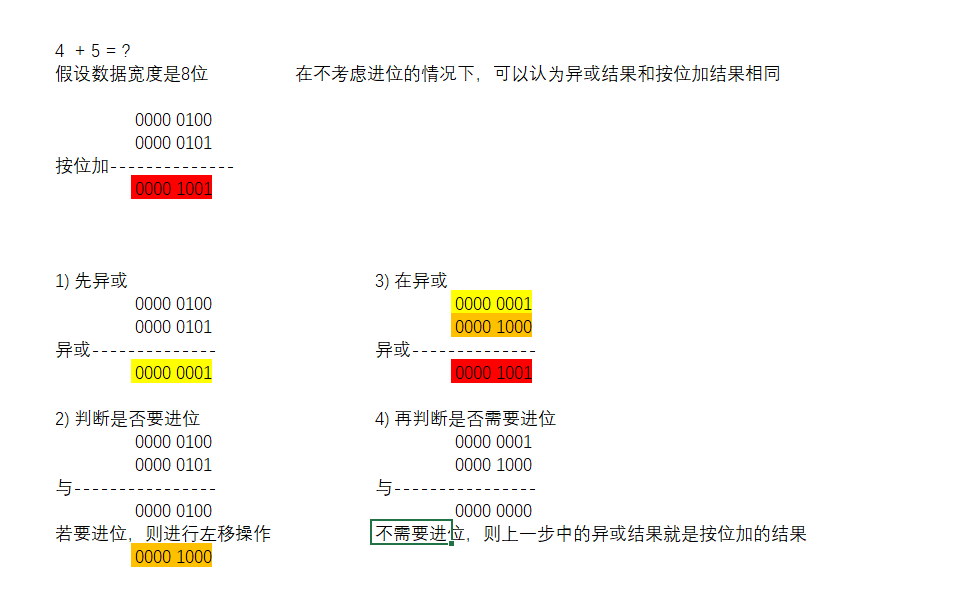 4 + 5 = ?
假设数据宽度是8位
在不考虑进位的情况下，可以认为异或结果和按位加结果相同
0000 0100
0000 0101
按位加--------------
0000 1001
1) 先异或
0000 0100
0000 0101
异或--------------
0000 0001
2) 判断是否要进位
0000 0100
0000 0101
与----------------
0000 0100
若要进位，则进行左移操作
0000 1000
3) 在异或
0000 0001
0000 1000
异或--------------
0000 1001
4) 再判断是否需要进位
0000 0001
0000 1000
与----------------
0000 0000
不需要进位，则上一步中的异或结果就是按位加的结果